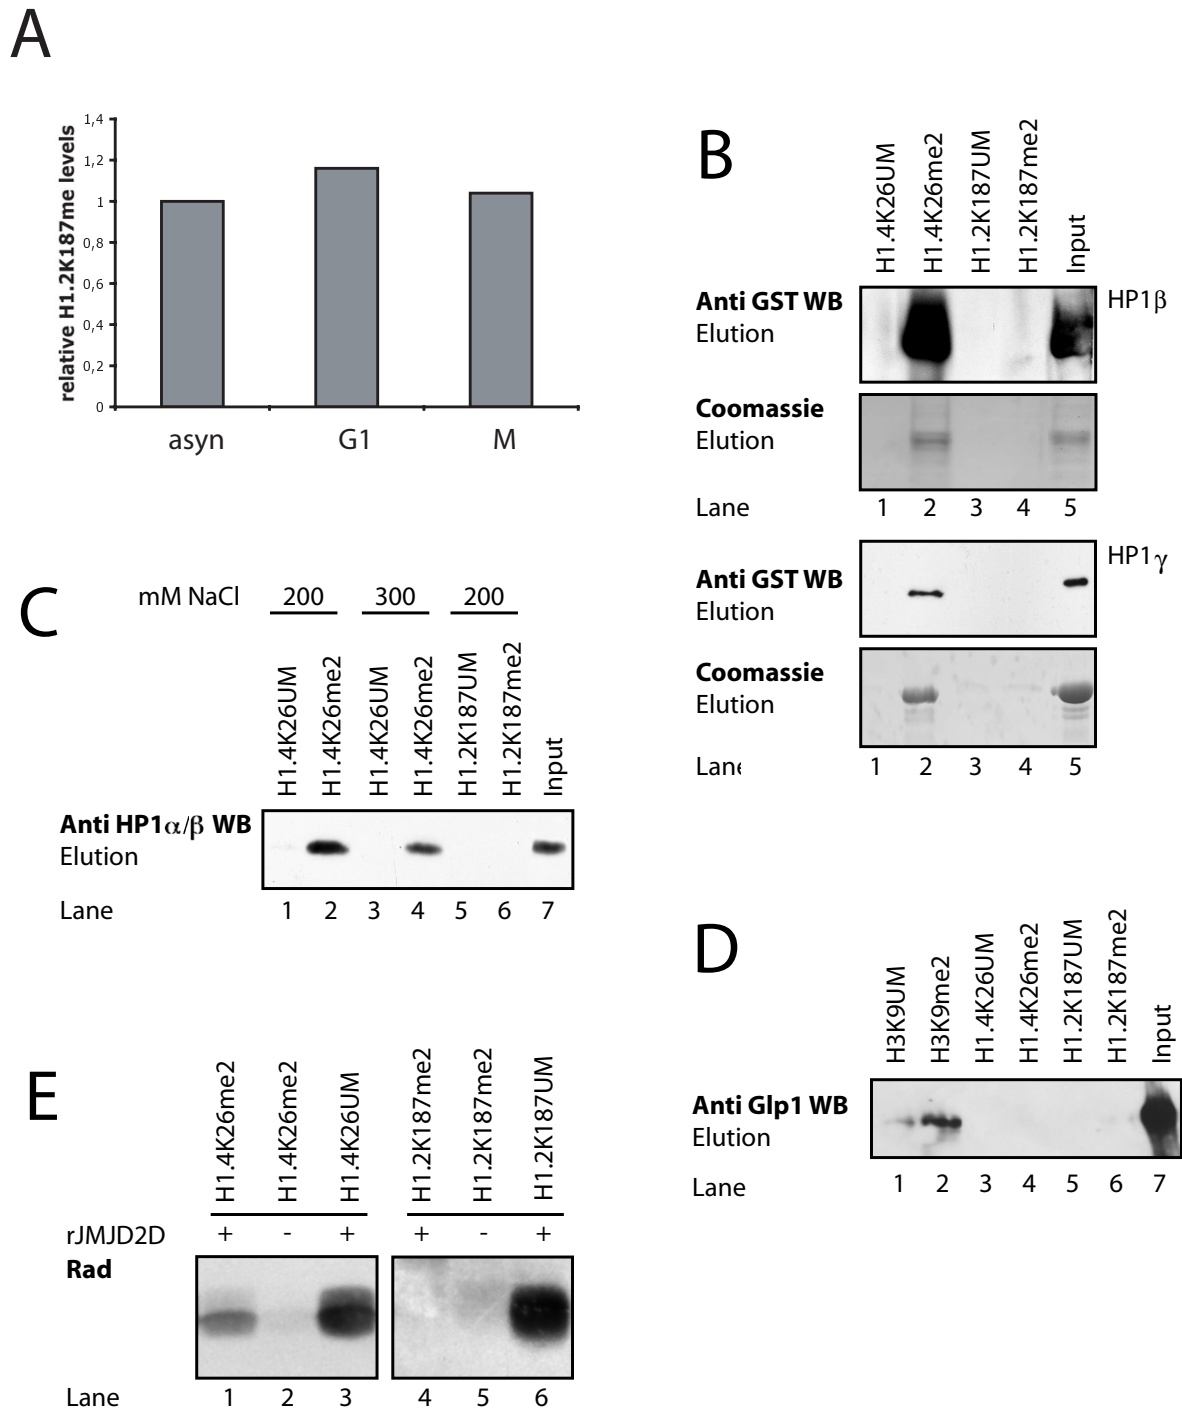 A
relative H1.2K187me levels
1,4
1,2
1
0,8
0,6
0,4
0,2
0
asyn G1 M
B
H1.4K26UM
H1.4K26me2
H1.2K187UM
H1.2K187me2
Input
Anti GST WB
Elution
HP1β
Coomassie
Elution
Lane 1 2 3 4 5
Anti GST WB
Elution
HP1γ
Coomassie
Elution
Lane 1 2 3 4 5
C
mM NaCl 200 300 200
H1.4K26UM
H1.4K26me2
H1.4K26UM
H1.4K26me2
H1.2K187UM
H1.2K187me2
Input
Anti HP1α/β WB
Elution
Lane 1 2 3 4 5 6 7
D
H3K9UM
H3K9me2
H1.4K26UM
H1.4K26me2
H1.2K187UM
H1.2K187me2
Input
Anti Glp1 WB
Elution
Lane 1 2 3 4 5 6 7
E
H1.4K26me2
H1.4K26me2
H1.4K26UM
H1.2K187me2
H1.2K187me2
H1.2K187UM
rJMJD2D + - + + - +
Rad
Lane 1 2 3 4 5 6